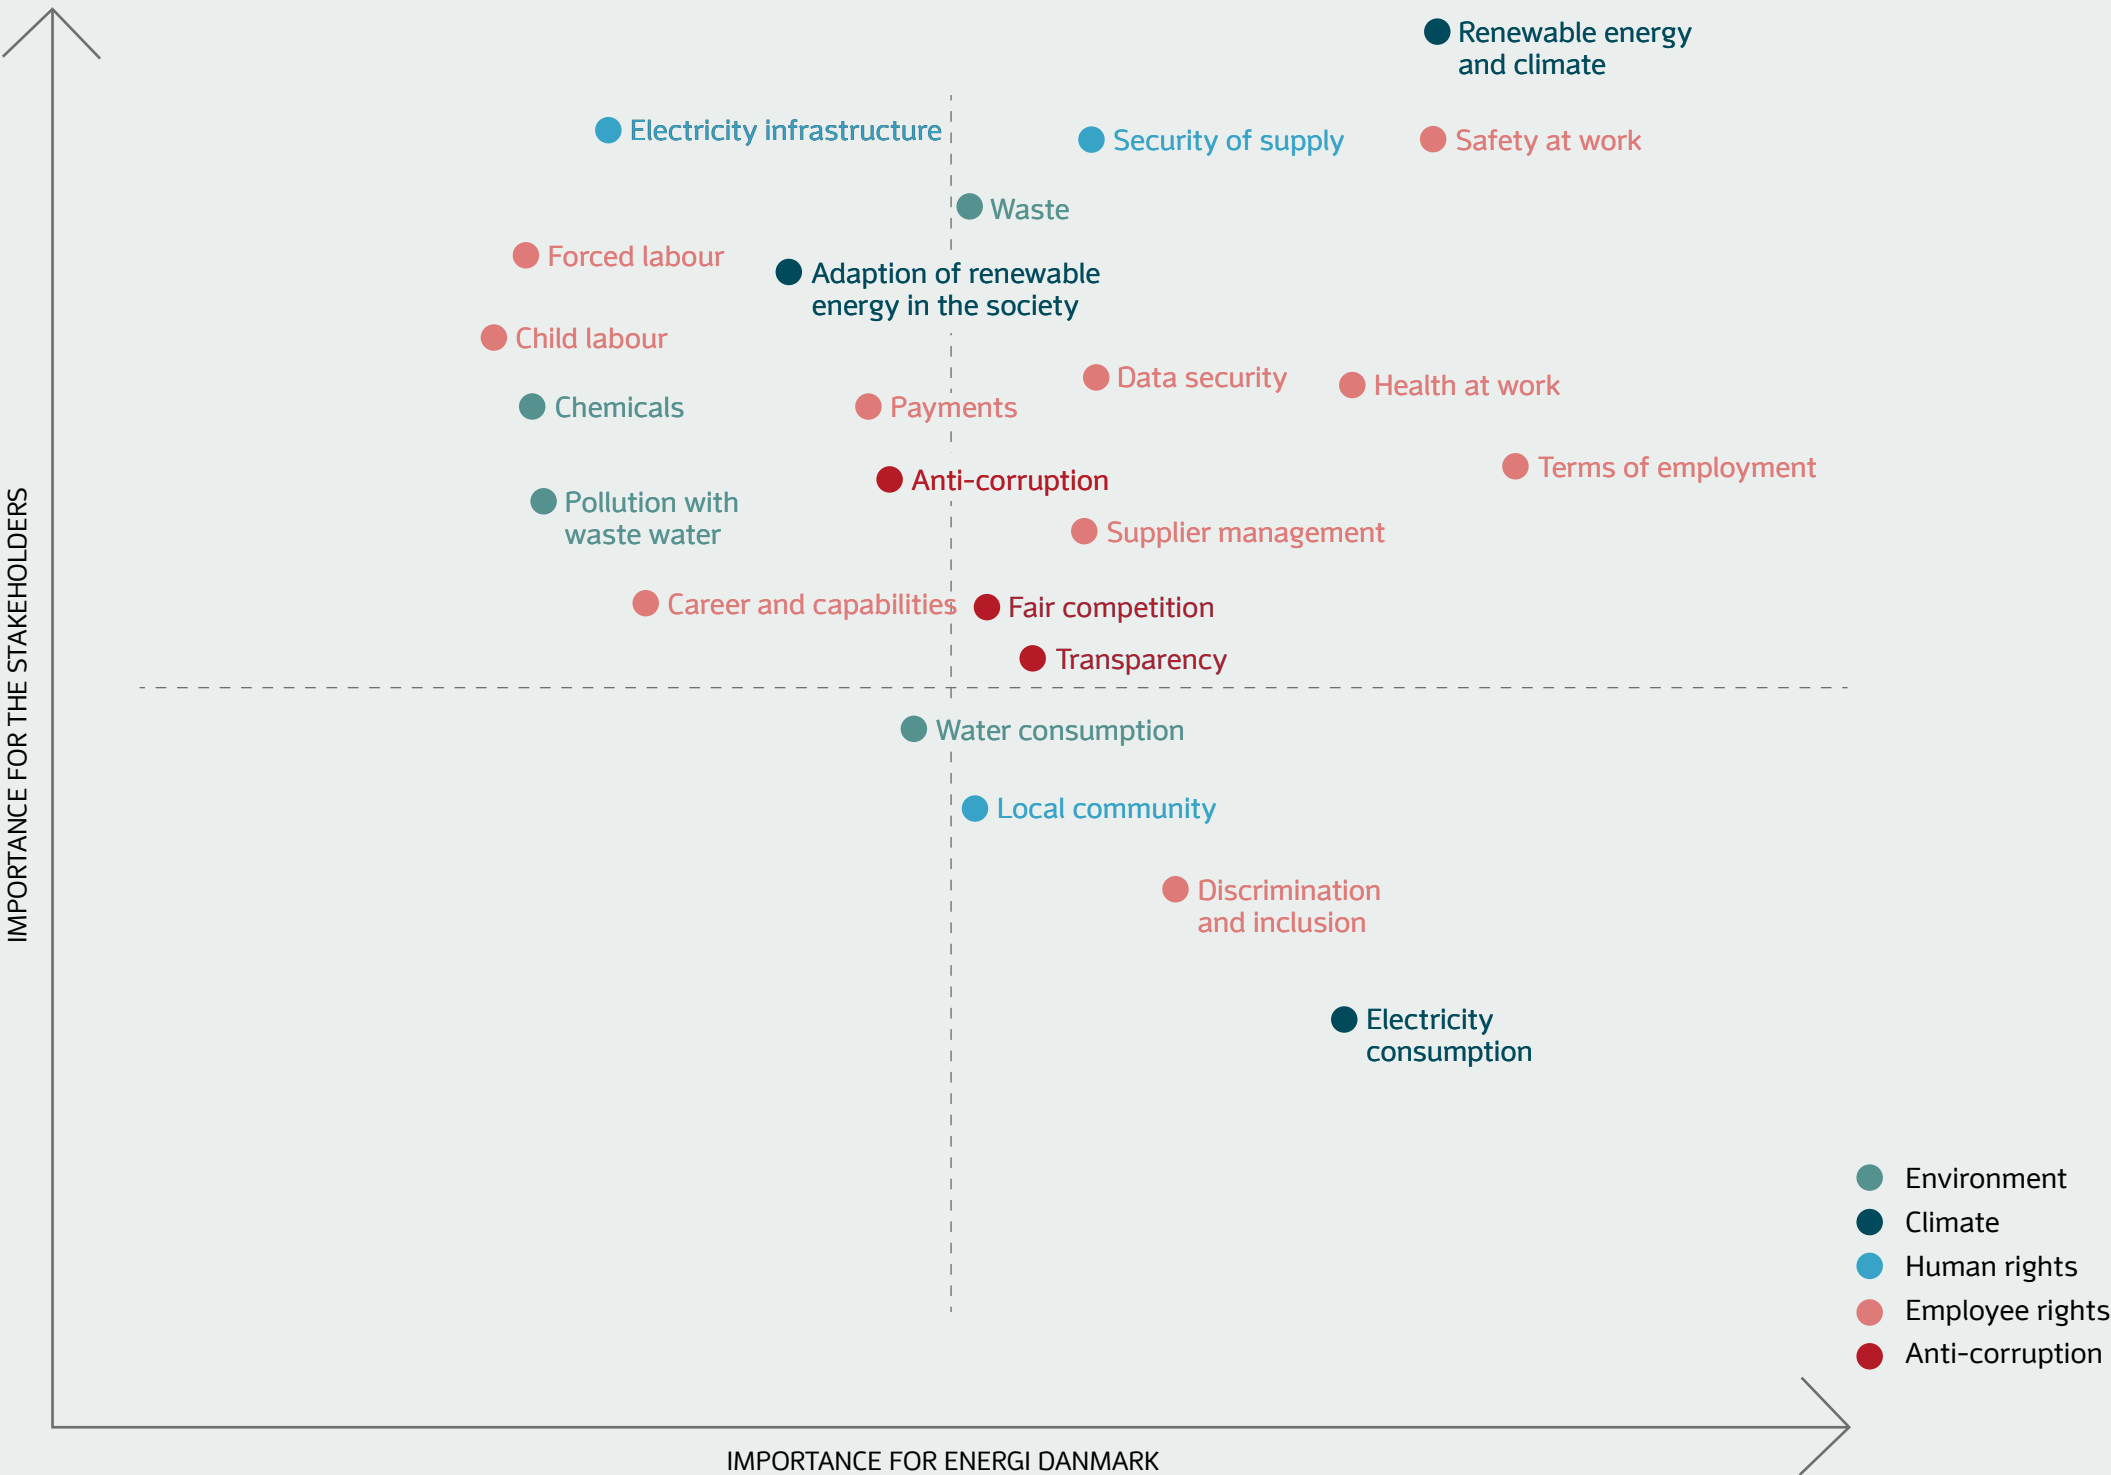 Renewable energy
and climate
Electricity infrastructure
Security of supply
Safety at work
Waste
Forced labour
Adaption of renewable
energy in the society
Child labour
Data security
Health at work
Chemicals
Payments
Terms of employment
Anti-corruption
Pollution with
waste water
Supplier management
Career and capabilities
Fair competition
Transparency
IMPORTANCE FOR THE STAKEHOLDERS
Water consumption
Local community
Discrimination
and inclusion
Electricity
consumption
Environment
Climate
Human rights
Employee rights
Anti-corruption
IMPORTANCE FOR ENERGI DANMARK